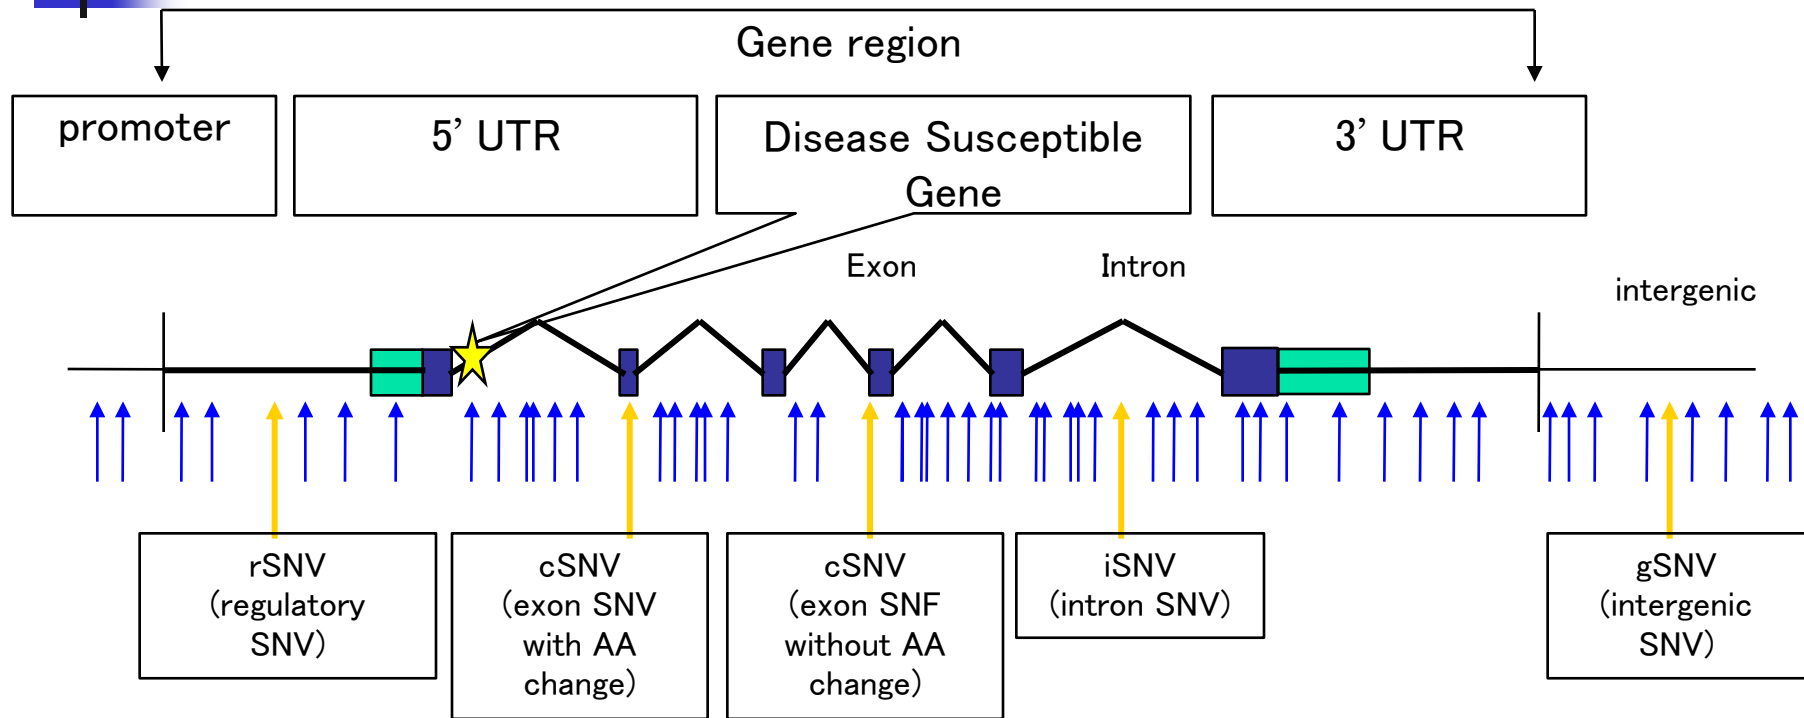 Gene region
promoter
5' UTR
Disease Susceptible
Gene
3' UTR
Exon
Intron
intergenic
rSNV
(regulatory
SNV)
cSNV
(exon SNV
with AA
change)
cSNV
(exon SNF
without AA
change)
iSNV
(intron SNV)
gSNV
(intergenic
SNV)